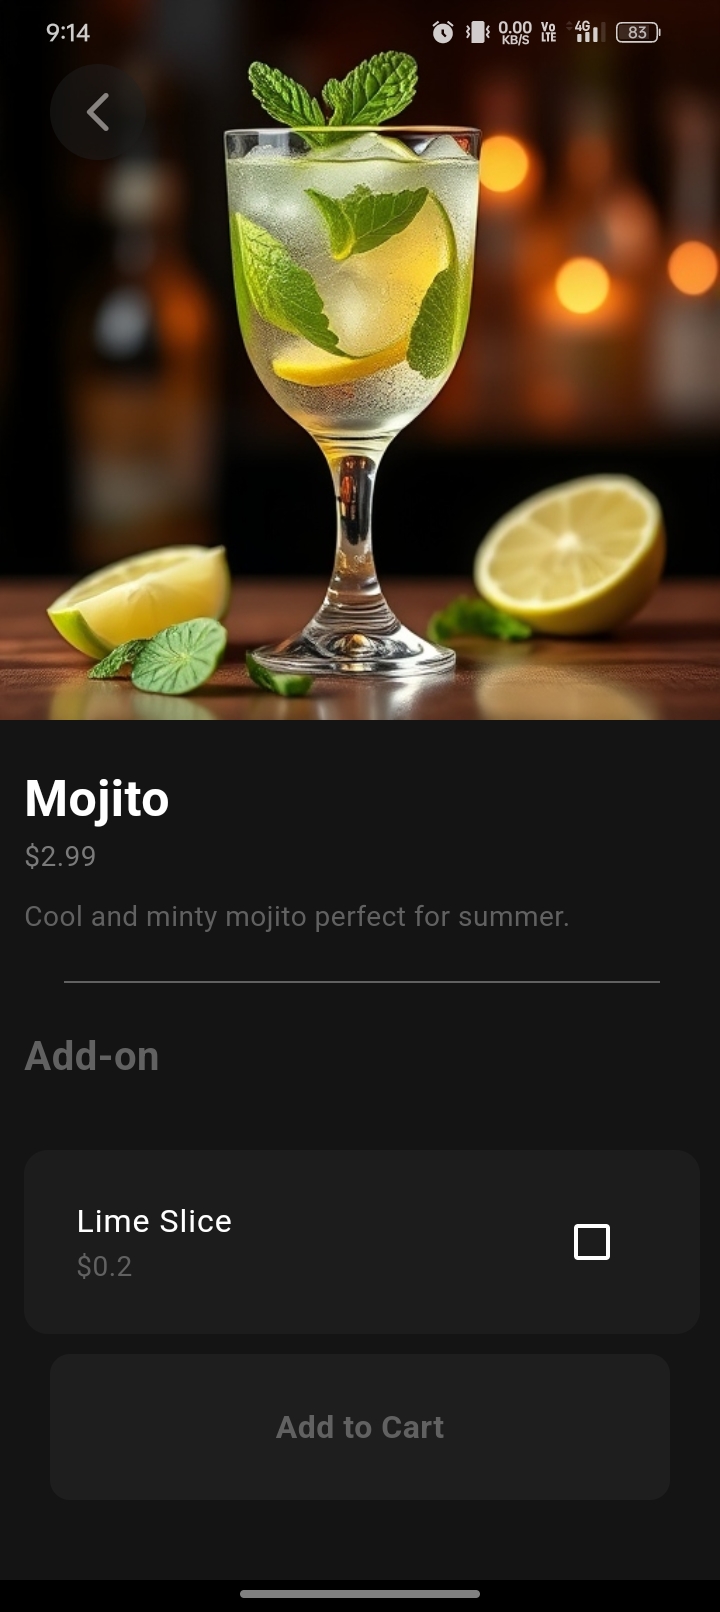 9:14
0.00
KB/S
Vo
LTE
4G
83
Mojito
$2.99
Cool and minty mojito perfect for summer.
Add-on
Lime Slice
$0.2
Add to Cart